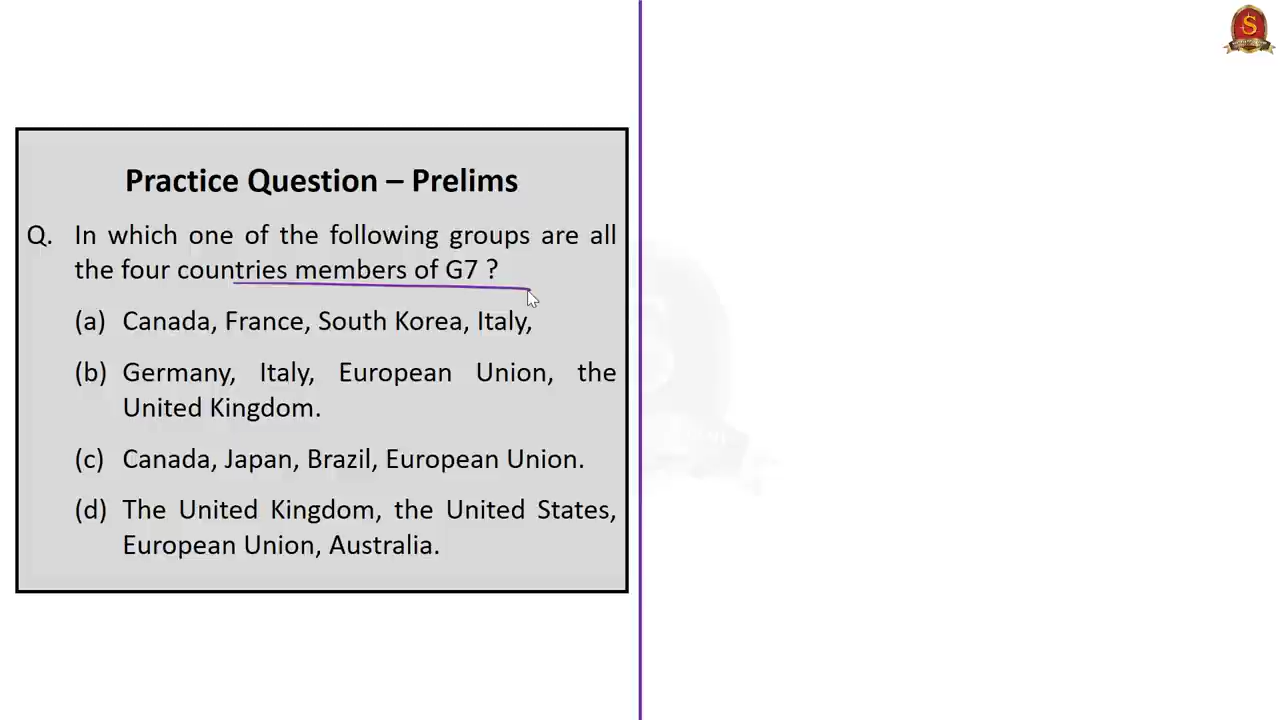 Practice Question – Prelims
Q. In which one of the following groups are all
the four countries members of G7 ?
(a) Canada, France, South Korea, Italy,
(b) Germany, Italy, European Union, the
United Kingdom.
(c) Canada, Japan, Brazil, European Union.
(d) The United Kingdom, the United States,
European Union, Australia.
S